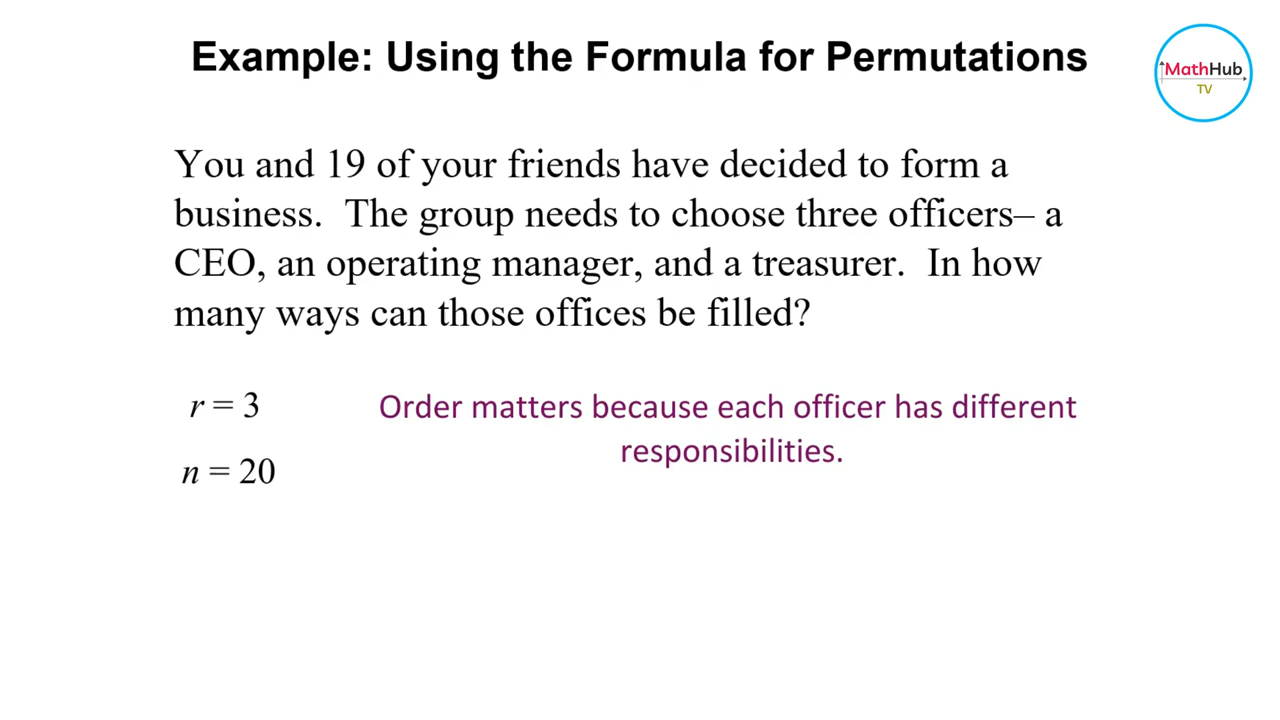 Example: Using the Formula for Permutations
MathHub
TV
You and 19 of your friends have decided to form a
business.  The group needs to choose three officers– a
CEO, an operating manager, and a treasurer.  In how
many ways can those offices be filled?
r = 3
Order matters because each officer has different
responsibilities.
n = 20